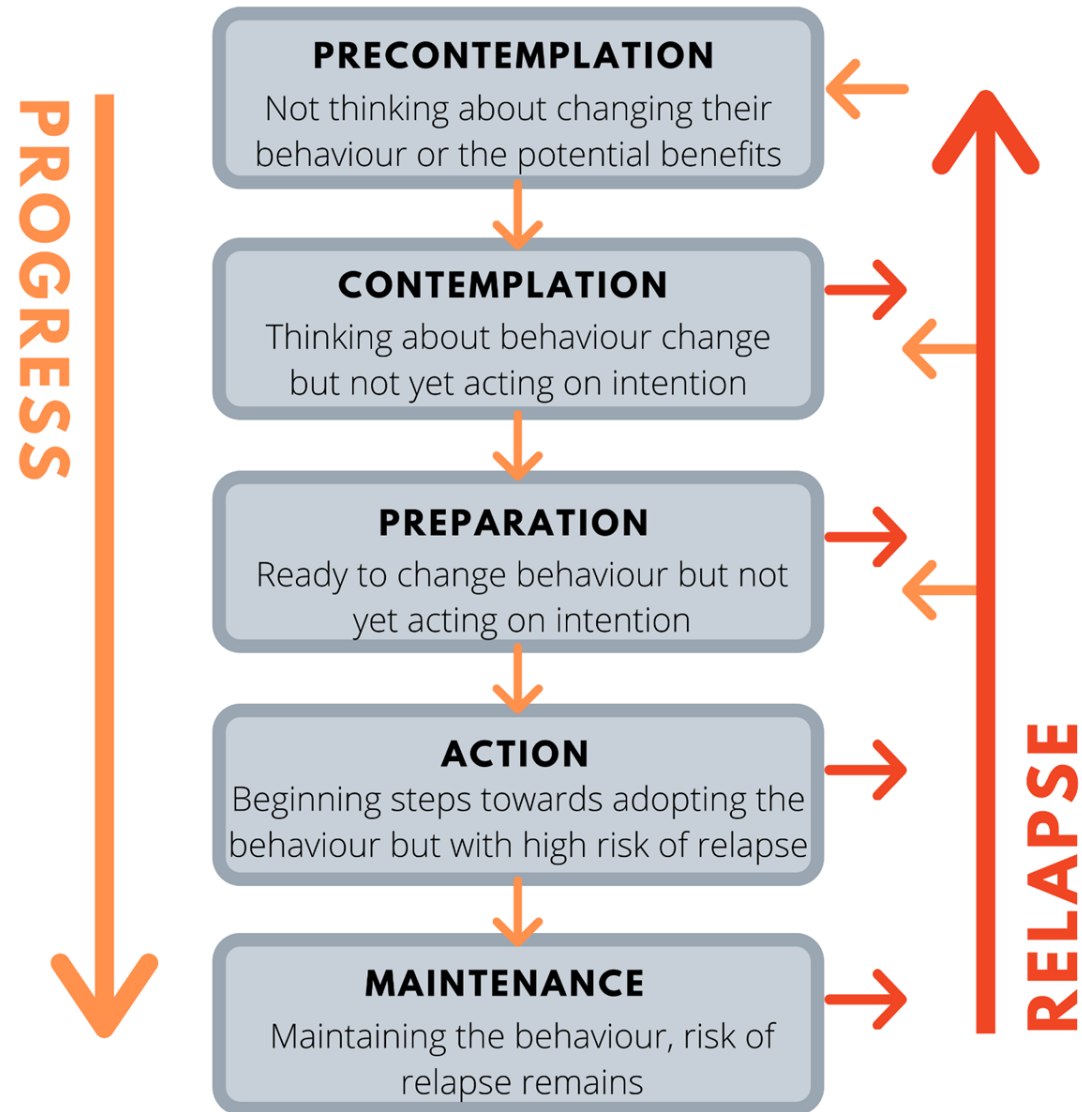 PROGRESS
PRECONTEMPLATION
Not thinking about changing their
behaviour or the potential benefits
CONTEMPLATION
Thinking about behaviour change
but not yet acting on intention
PREPARATION
Ready to change behaviour but not
yet acting on intention
ACTION
Beginning steps towards adopting the
behaviour but with high risk of relapse
MAINTENANCE
Maintaining the behaviour, risk of
relapse remains
RELAPSE